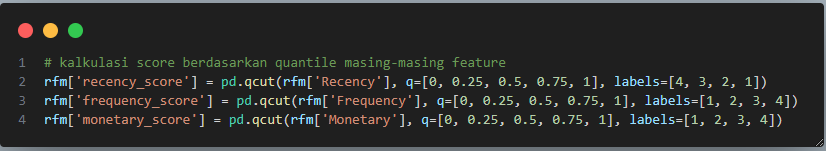 1 # kalkulasi score berdasarkan quantile masing-masing feature
2 rfm['recency_score'] = pd.qcut(rfm['Recency'], q=[0, 0.25, 0.5, 0.75, 1], labels=[4, 3, 2, 1])
3 rfm['frequency_score'] = pd.qcut(rfm['Frequency'], q=[0, 0.25, 0.5, 0.75, 1], labels=[1, 2, 3, 4])
4 rfm['monetary_score'] = pd.qcut(rfm['Monetary'], q=[0, 0.25, 0.5, 0.75, 1], labels=[1, 2, 3, 4])